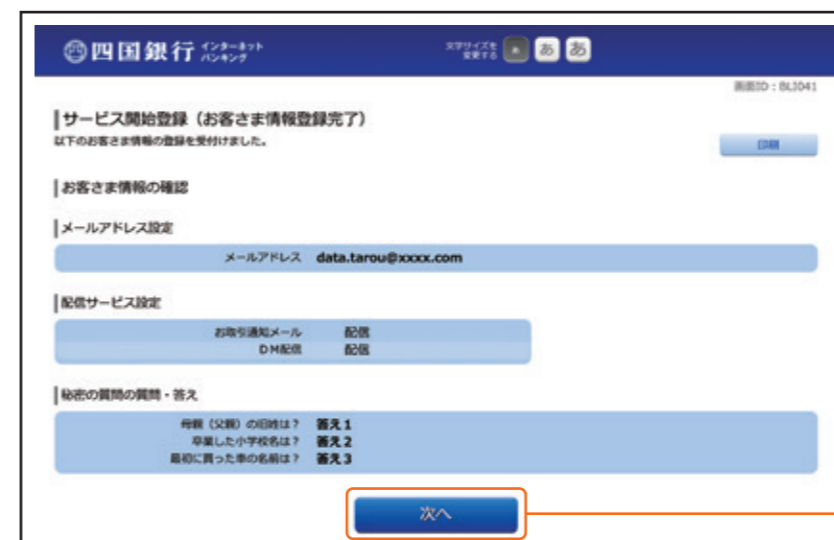 四国銀行 インターネット
バンキング
文字サイズを
変更する あ あ あ
画面ID:BLI041
サービス開始登録(お客さま情報登録完了)
以下のお客さま情報の登録を受付けました。
印刷
お客さま情報の確認
メールアドレス設定
メールアドレス data.tarou@xxxx.com
配信サービス設定
お取引通知メール 配信
DM配信 配信
秘密の質問の質問・答え
母親(父親)の旧姓は? 答え1
卒業した小学校名は? 答え2
最初に買った車の名前は? 答え3
次へ